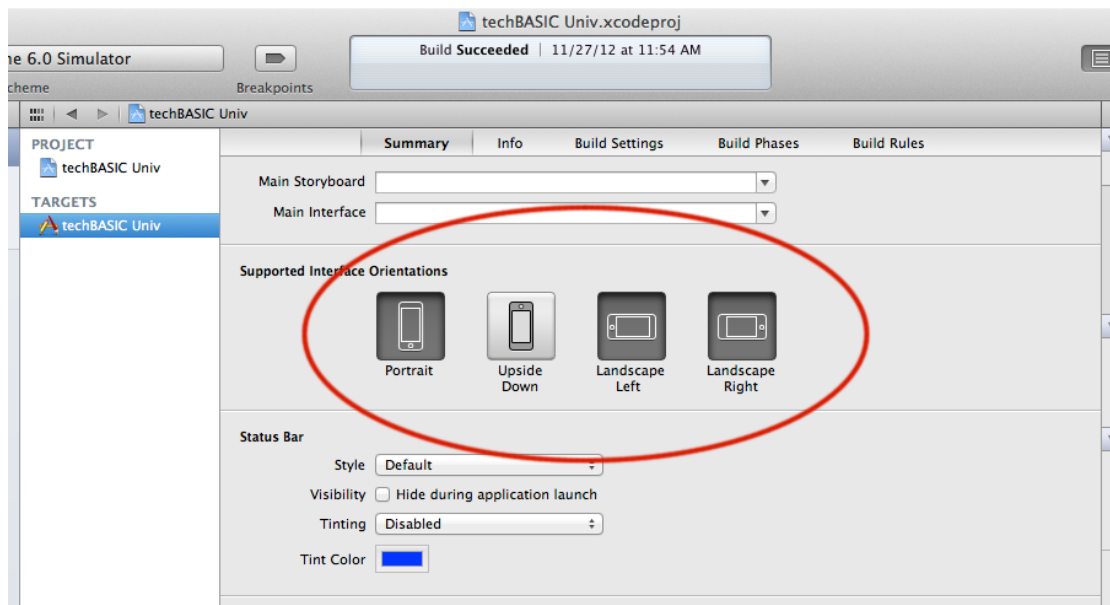 techBASIC Univ.xcodeproj
Build Succeeded | 11/27/12 at 11:54 AM
6.0 Simulator
Breakpoints
techBASIC Univ
PROJECT
techBASIC Univ
TARGETS
techBASIC Univ
Summary Info Build Settings Build Phases Build Rules
Main Storyboard
Main Interface
Supported Interface Orientations
Portrait
Upside Down
Landscape Left
Landscape Right
Status Bar
Style Default
Visibility Hide during application launch
Tinting Disabled
Tint Color